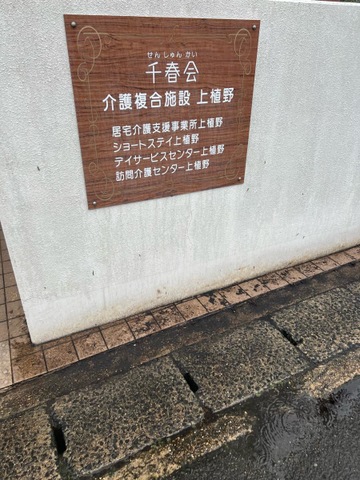 せんしゅんかい
千春会
介護複合施設 上植野
居宅介護支援事業所上植野
ショートステイ上植野
デイサービスセンター上植野
訪問介護センター上植野